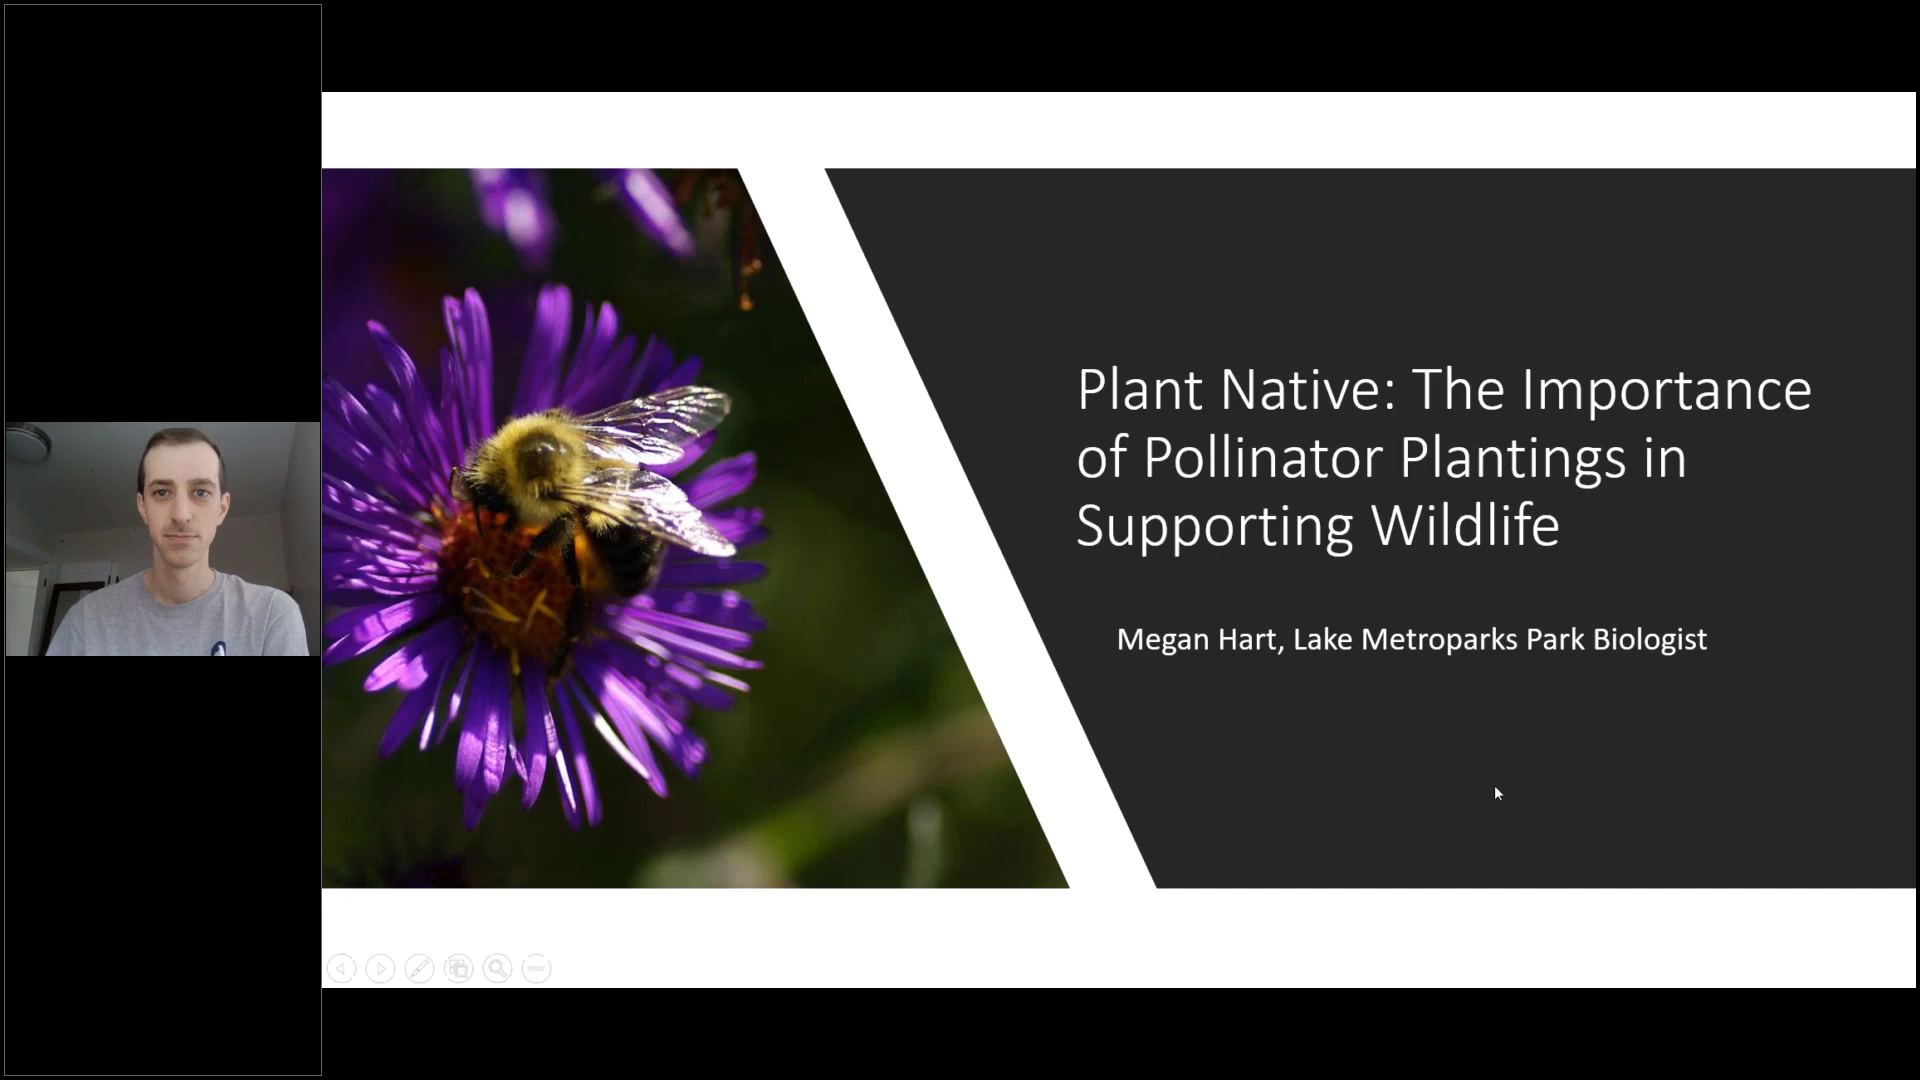 Plant Native: The Importance
of Pollinator Plantings in
Supporting Wildlife
Megan Hart, Lake Metroparks Park Biologist